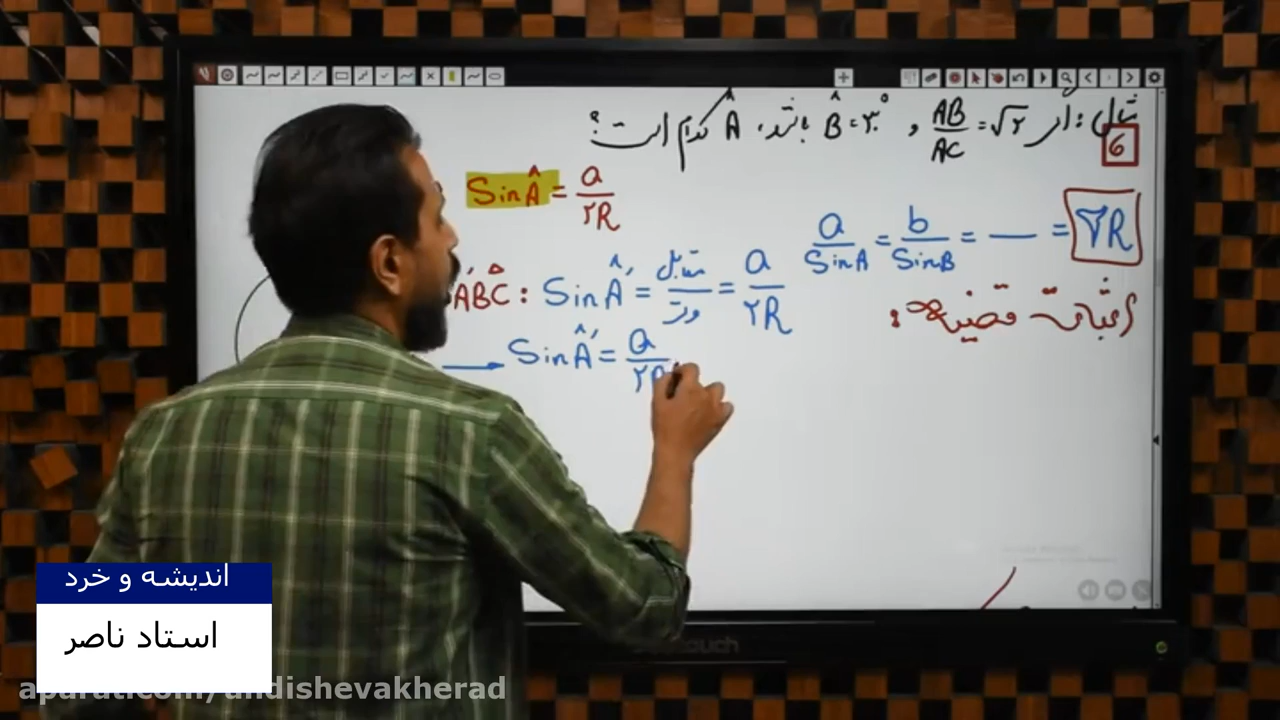 مثال: اگر AB/AC = √۲ , B̂ = ۳۰° باشد، Â کدام است؟
6
Sin Â = a/۲R
a/SinA = b/SinB = — = ۲R
A′B̂C : Sin Â′ = مقابل/وتر = a/۲R
اثبات قضیه :
→ Sin Â′ = a/۲R
اندیشه و خرد
استاد ناصر
aparat.com/andishevakherad